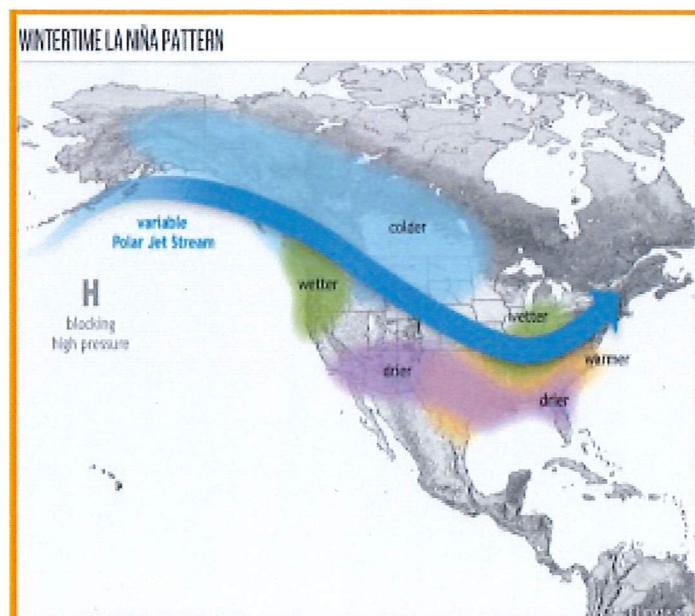 WINTERTIME LA NIÑA PATTERN
variable
Polar Jet Stream
colder
H
blocking
high pressure
wetter
wetter
warmer
drier
drier